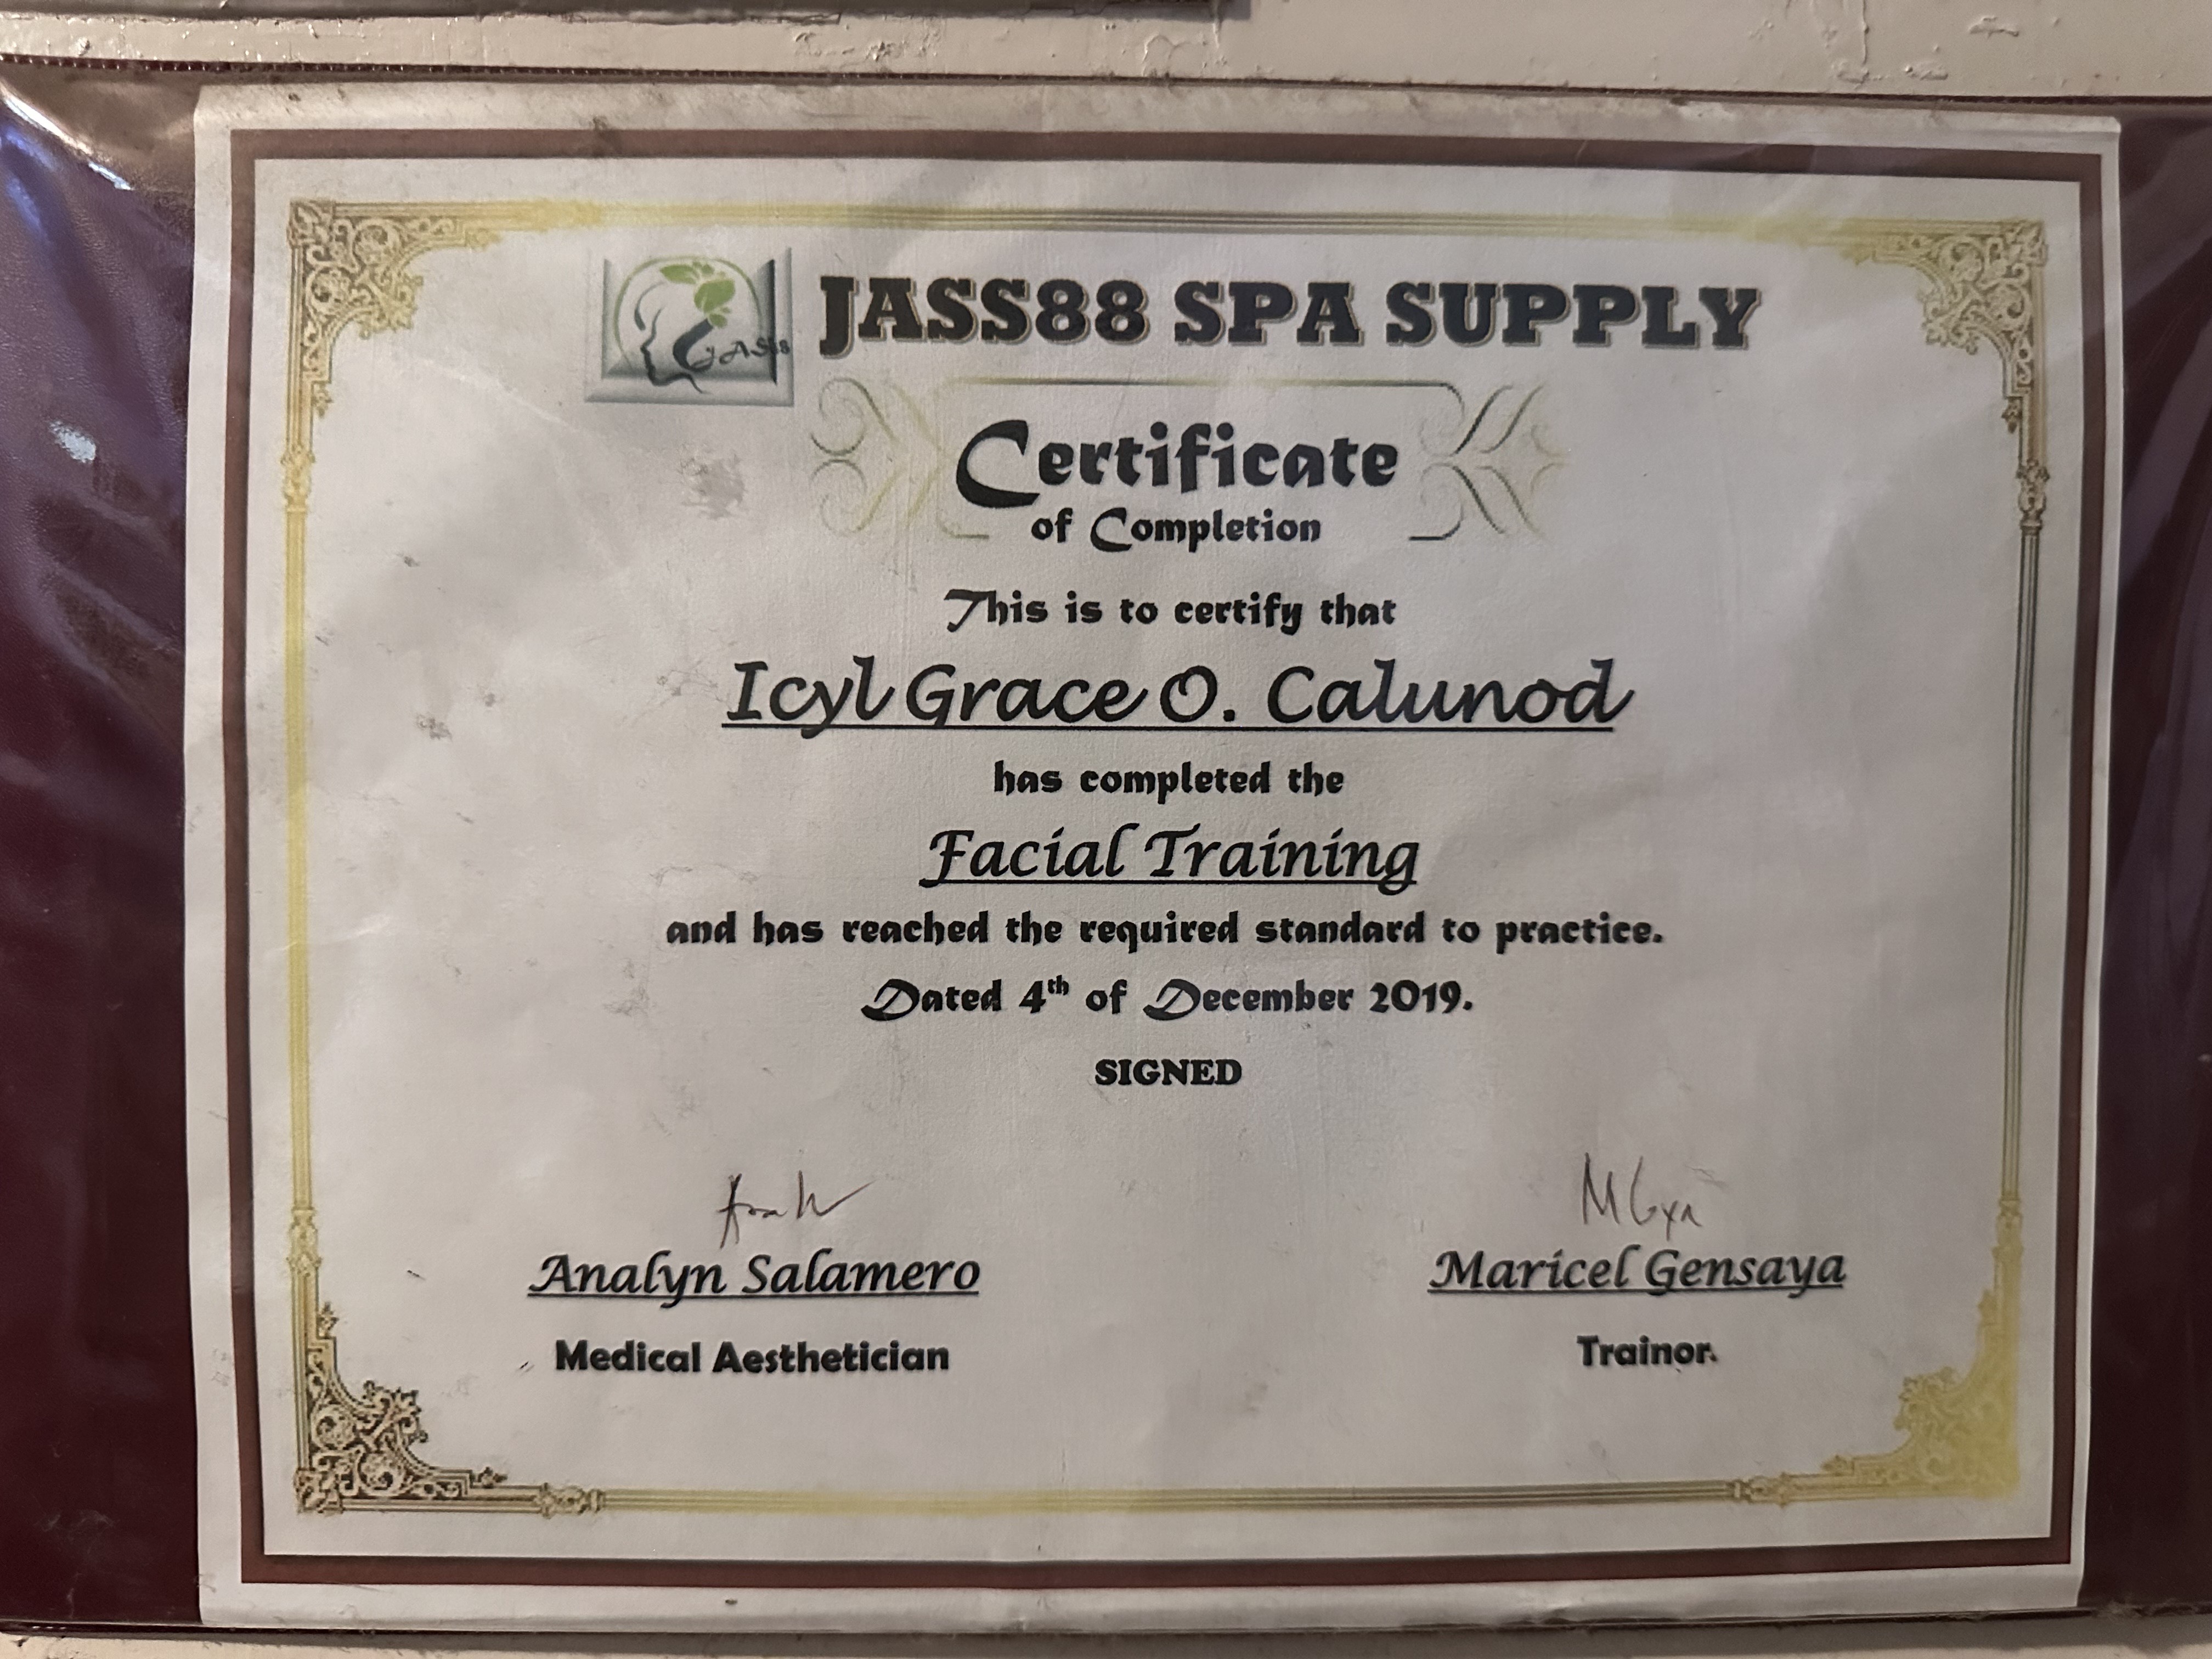 JASS88
JASS88 SPA SUPPLY
Certificate
of Completion
This is to certify that
Icyl Grace O. Calunod
has completed the
Facial Training
and has reached the required standard to practice.
Dated 4th of December 2019.
SIGNED
Analyn Salamero
Maricel Gensaya
Medical Aesthetician
Trainor.